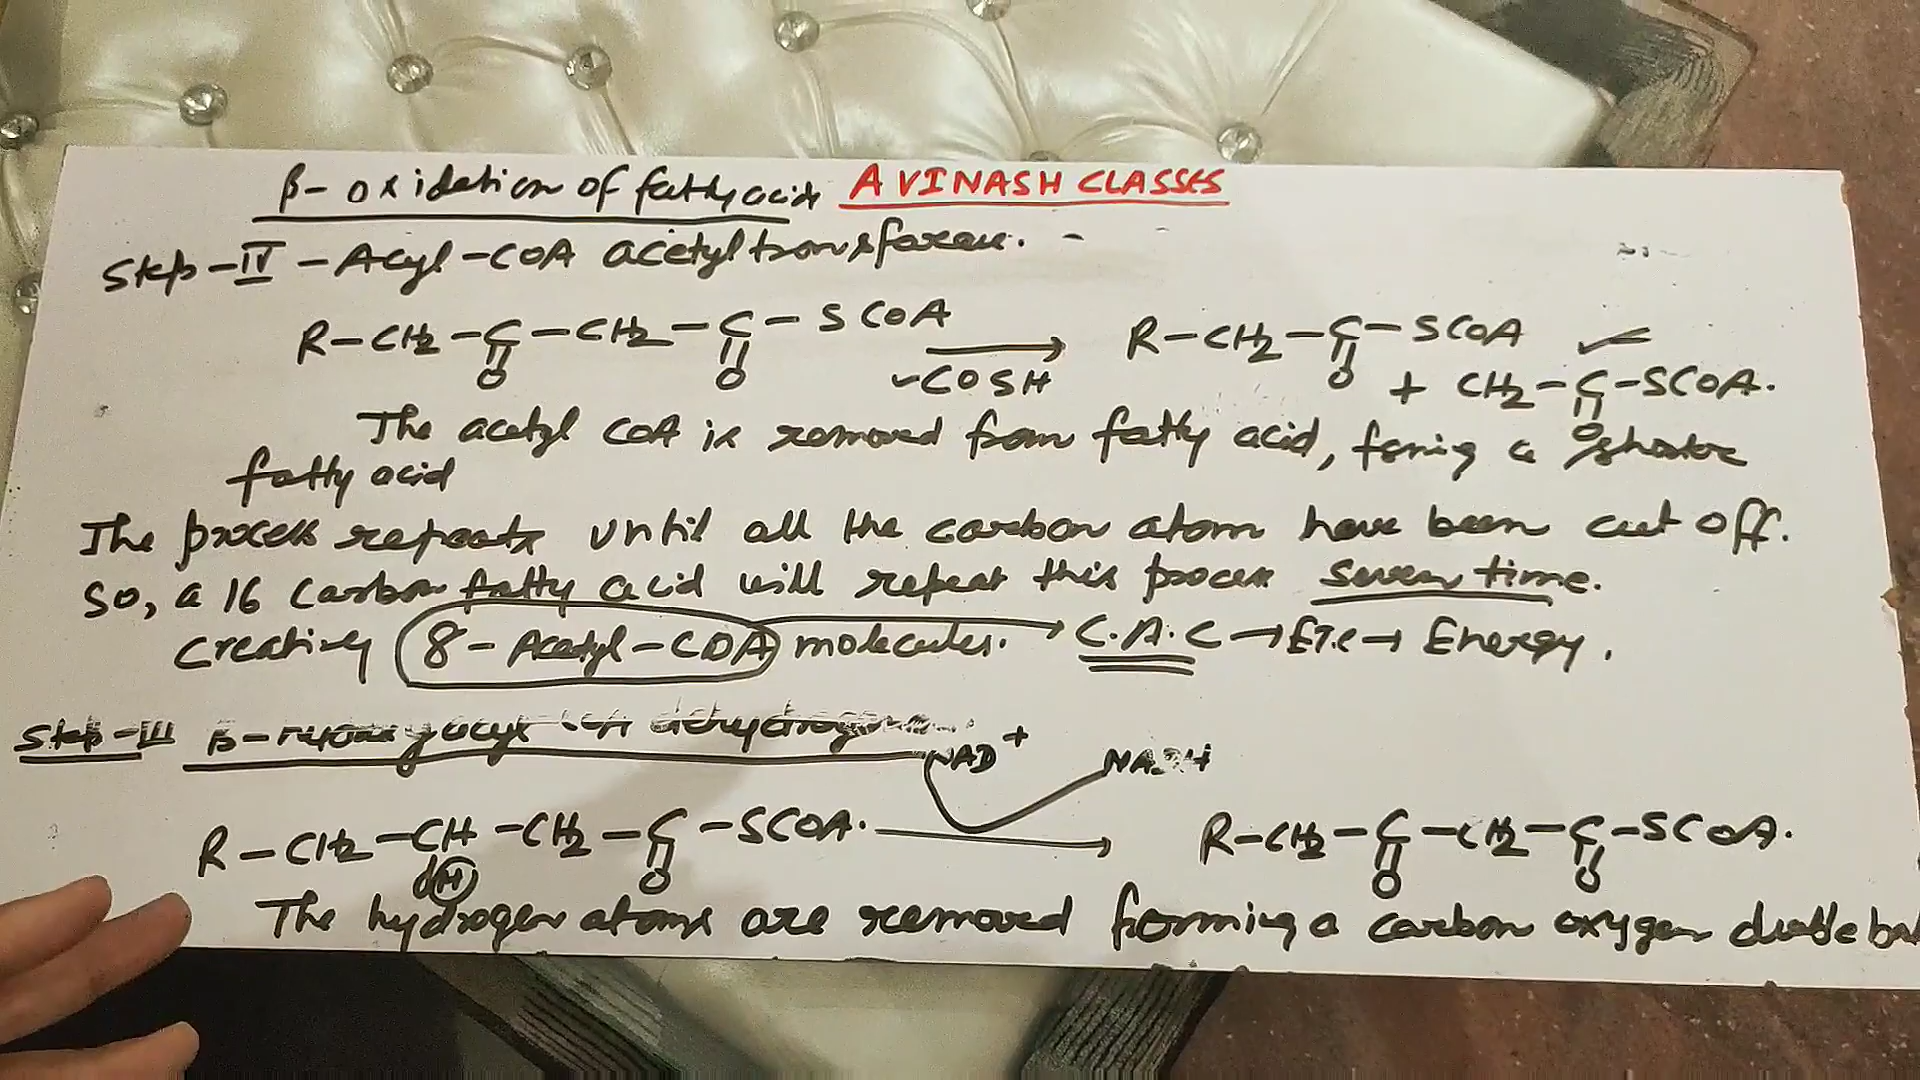 β- oxidation of fatty acid AVINASH CLASSES
Step-IV - Acyl-CoA acetyltransferase.
R-CH2-C-CH2-C-SCOA → R-CH2-C-SCOA
O O COSH O + CH2-C-SCOA.
O
The acetyl COA is removed from fatty acid, forming a shorter
fatty acid
The process repeats until all the carbon atom have been cut off.
So, a 16 carbon fatty acid will repeat this process seven time.
Creating 8-Acetyl-COA molecules. → C.A.C → ETC → Energy.
Step-III β-hydroxy acyl CoA dehydrogen
NAD+ NADH
R-CH2-CH-CH2-C-SCOA. → R-CH2-C-CH2-C-SCOA.
OH O O O
The hydrogen atoms are removed forming a carbon oxygen double